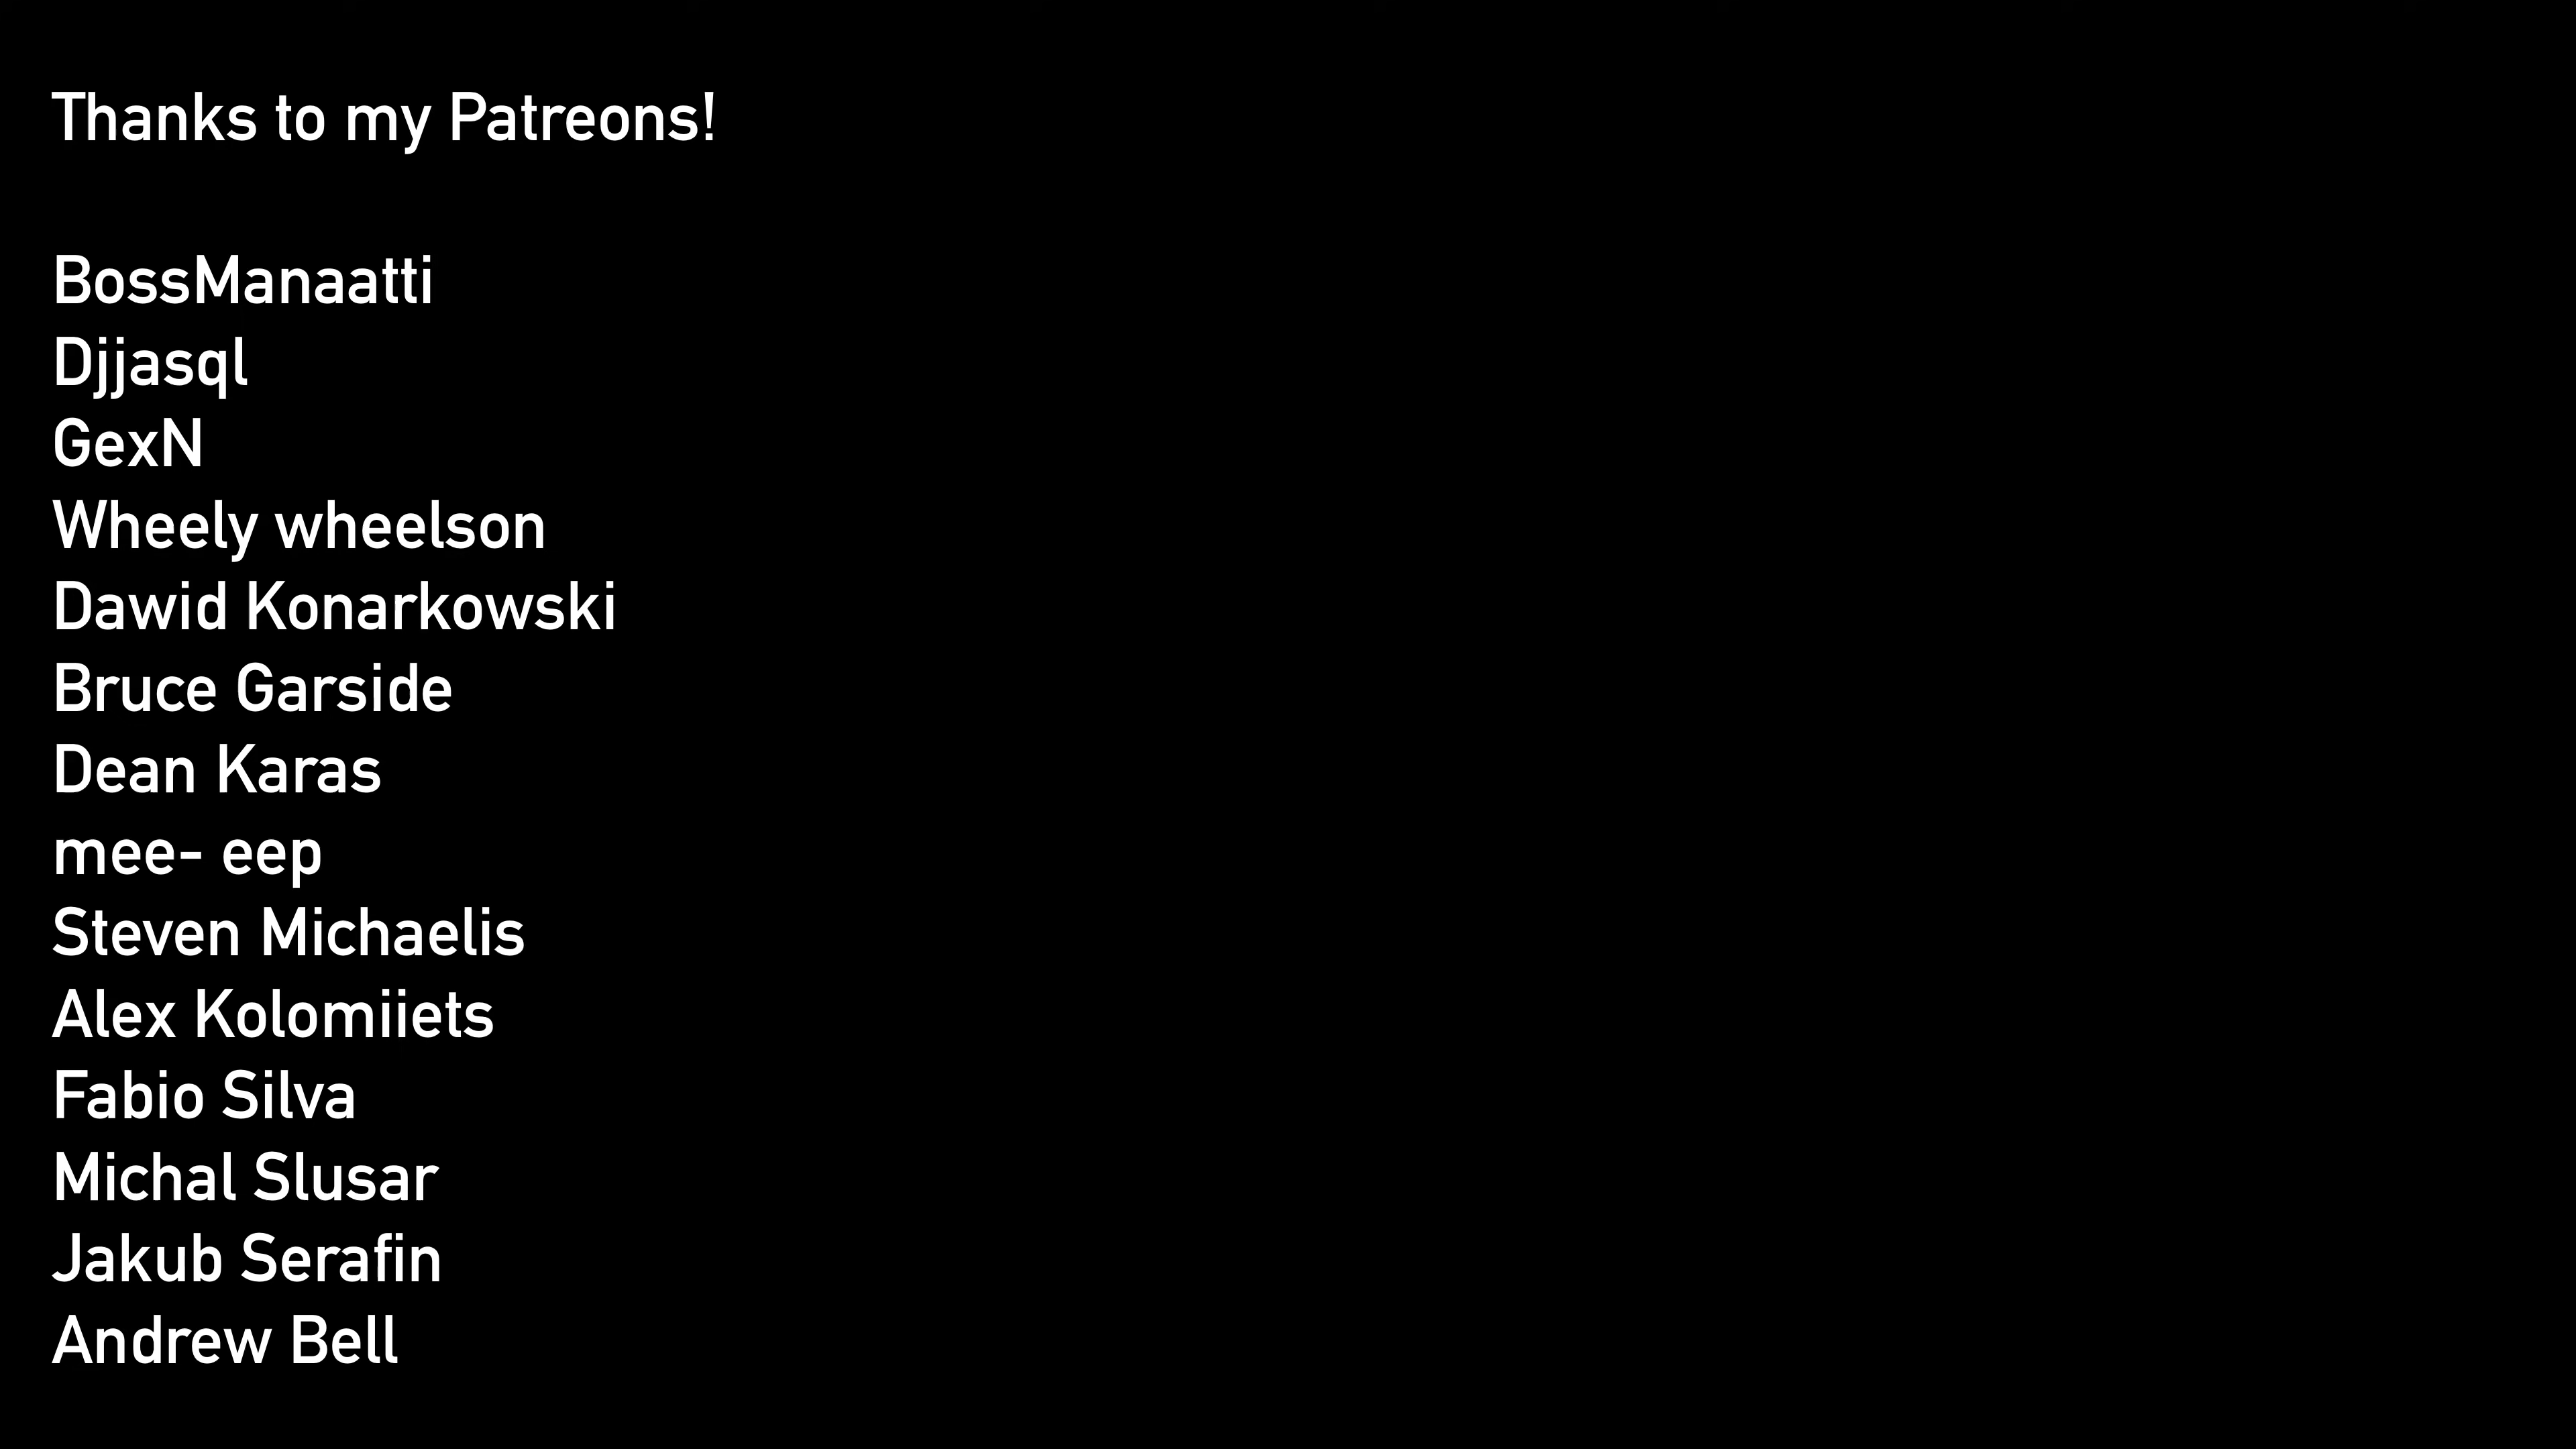 Thanks to my Patreons!
BossManaatti
Djjasql
GexN
Wheely wheelson
Dawid Konarkowski
Bruce Garside
Dean Karas
mee- eep
Steven Michaelis
Alex Kolomiiets
Fabio Silva
Michal Slusar
Jakub Serafin
Andrew Bell